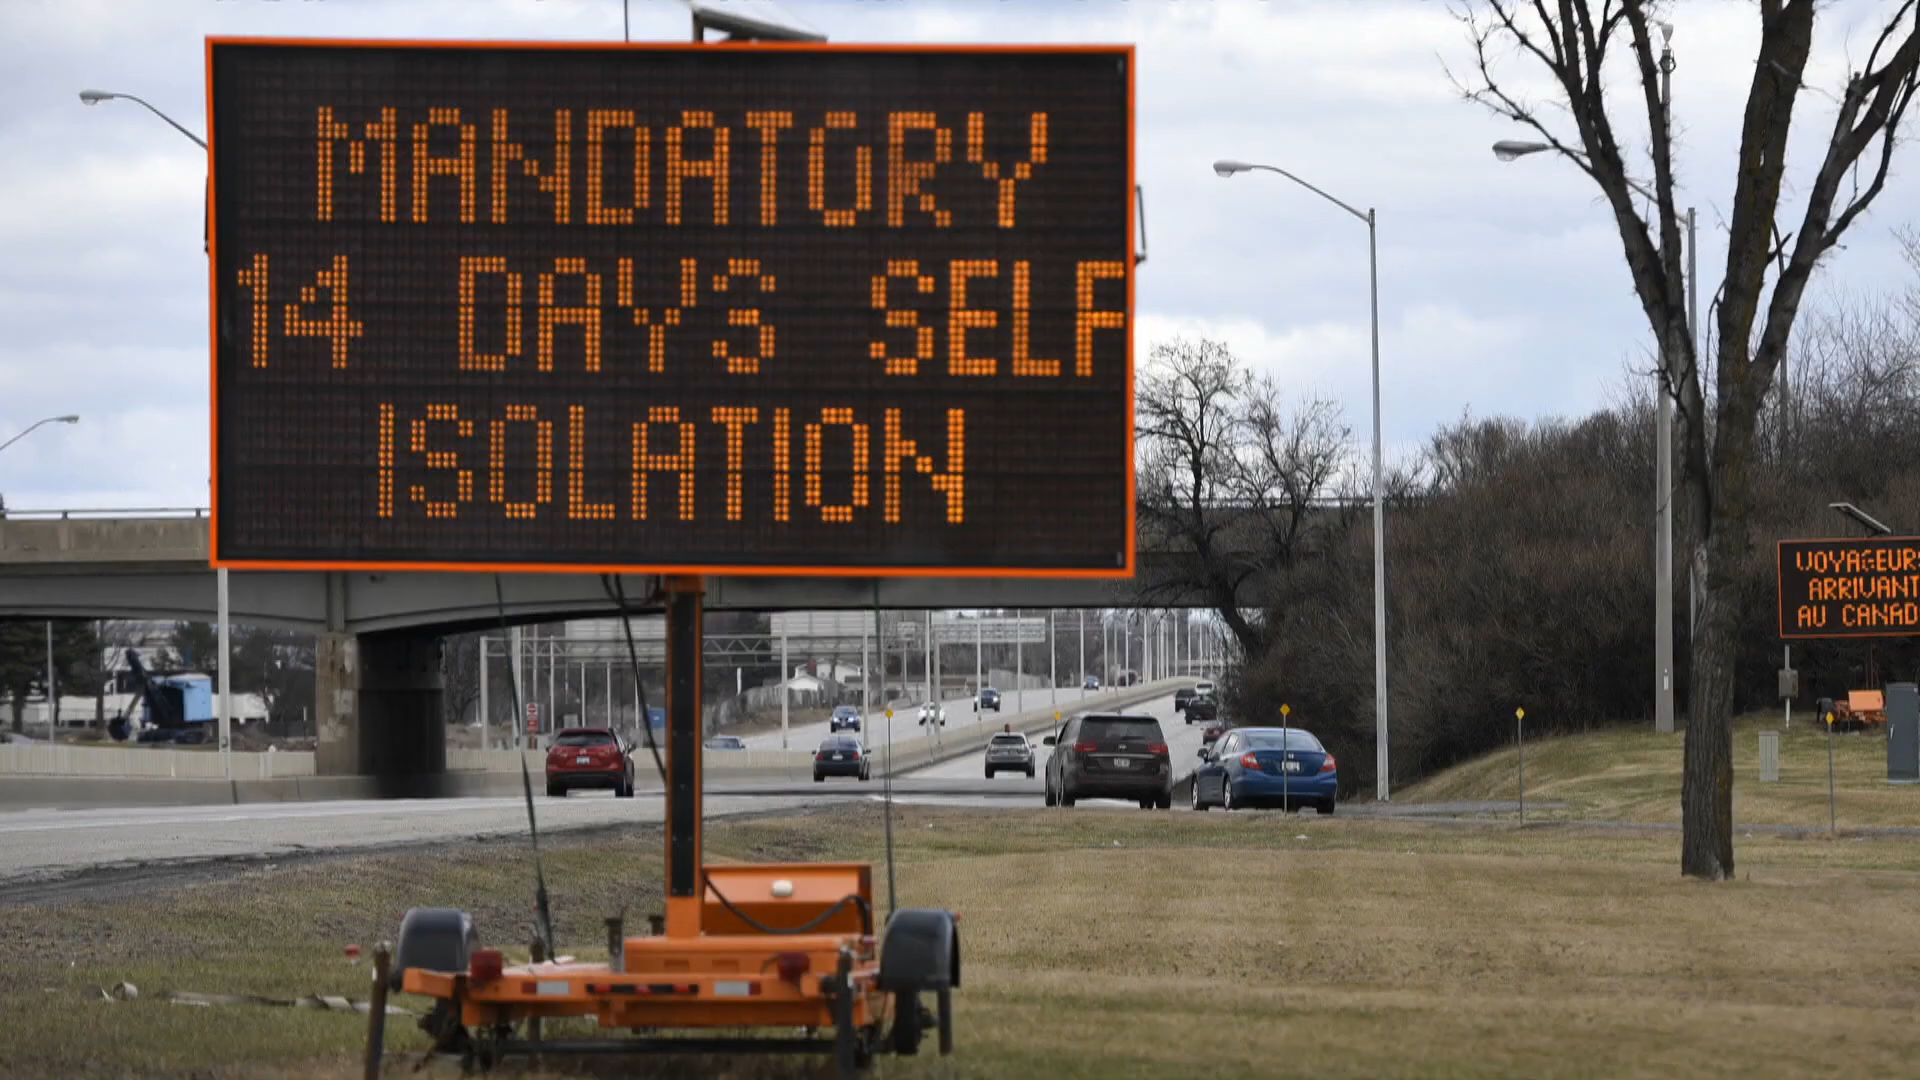 MANDATORY
14 DAYS SELF
ISOLATION
VOYAGEURS
ARRIVANT
AU CANAD